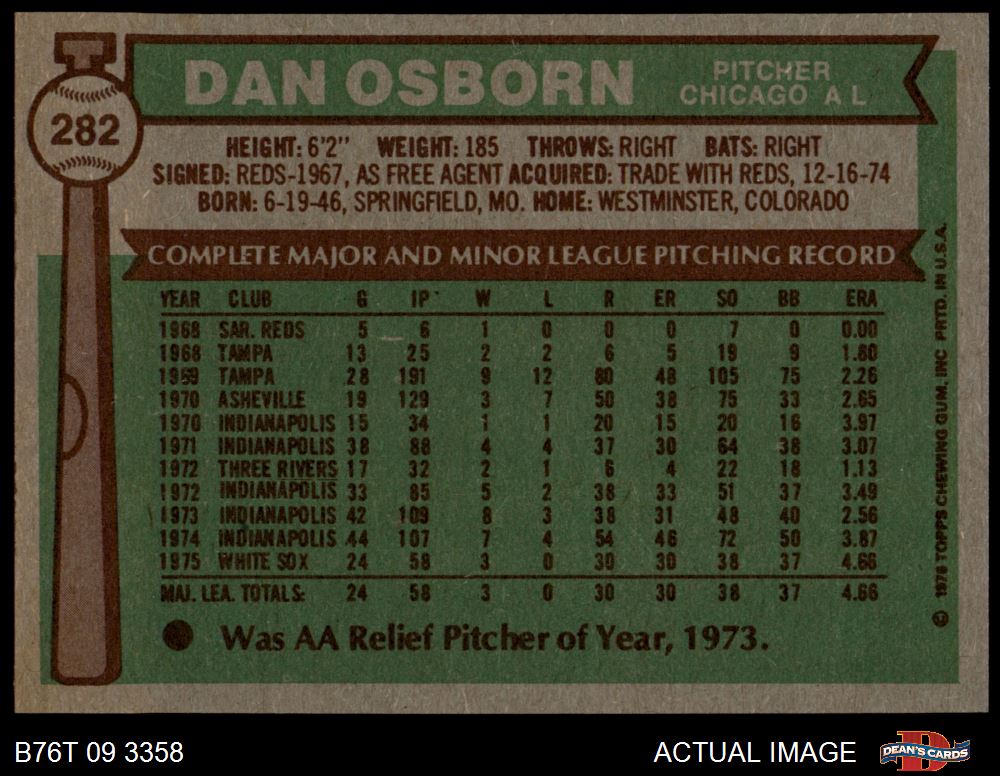 DAN OSBORN
PITCHER
CHICAGO A L
282
HEIGHT: 6'2" WEIGHT: 185 THROWS: RIGHT BATS: RIGHT
SIGNED: REDS-1967, AS FREE AGENT ACQUIRED: TRADE WITH REDS, 12-16-74
BORN: 6-19-46, SPRINGFIELD, MO. HOME: WESTMINSTER, COLORADO
COMPLETE MAJOR AND MINOR LEAGUE PITCHING RECORD
YEAR CLUB G IP W L R ER SO BB ERA
1968 SAR. REDS 5 6 1 0 0 0 7 0 0.00
1968 TAMPA 13 25 2 2 6 5 19 9 1.80
1969 TAMPA 28 191 9 12 80 48 105 75 2.26
1970 ASHEVILLE 19 129 3 7 50 38 75 33 2.65
1970 INDIANAPOLIS 15 34 1 1 20 15 20 16 3.97
1971 INDIANAPOLIS 38 88 4 4 37 30 64 38 3.07
1972 THREE RIVERS 17 32 2 1 6 4 22 18 1.13
1972 INDIANAPOLIS 33 85 5 2 38 33 51 37 3.49
1973 INDIANAPOLIS 42 109 8 3 38 31 48 40 2.56
1974 INDIANAPOLIS 44 107 7 4 54 46 72 50 3.87
1975 WHITE SOX 24 58 3 0 30 30 38 37 4.66
MAJ. LEA. TOTALS: 24 58 3 0 30 30 38 37 4.66
Was AA Relief Pitcher of Year, 1973.
© 1976 TOPPS CHEWING GUM, INC PRTD. IN U.S.A.
B76T 09 3358
ACTUAL IMAGE
DEAN'S CARDS